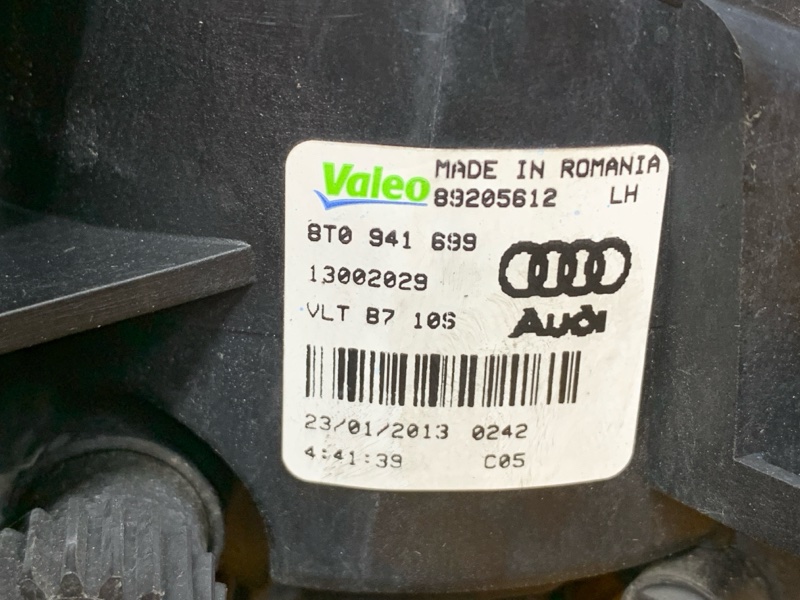 Valeo MADE IN ROMANIA
89205612 LH
8T0 941 699
13002029
VLT 87 10S
Audi
23/01/2013 0242
4:41:39 C05